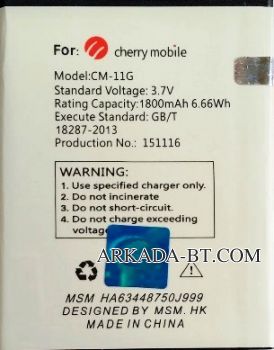 For: cherry mobile
Model:CM-11G
Standard Voltage: 3.7V
Rating Capacity:1800mAh 6.66Wh
Execute Standard: GB/T
18287-2013
Production No.: 151116
WARNING:
1. Use specified charger only.
2. Do not incinerate
3. Do not short-circuit.
4. Do not charge exceeding
voltage
ARKADA-BT.COM
MSM HA63448750J999
DESIGNED BY MSM. HK
MADE IN CHINA